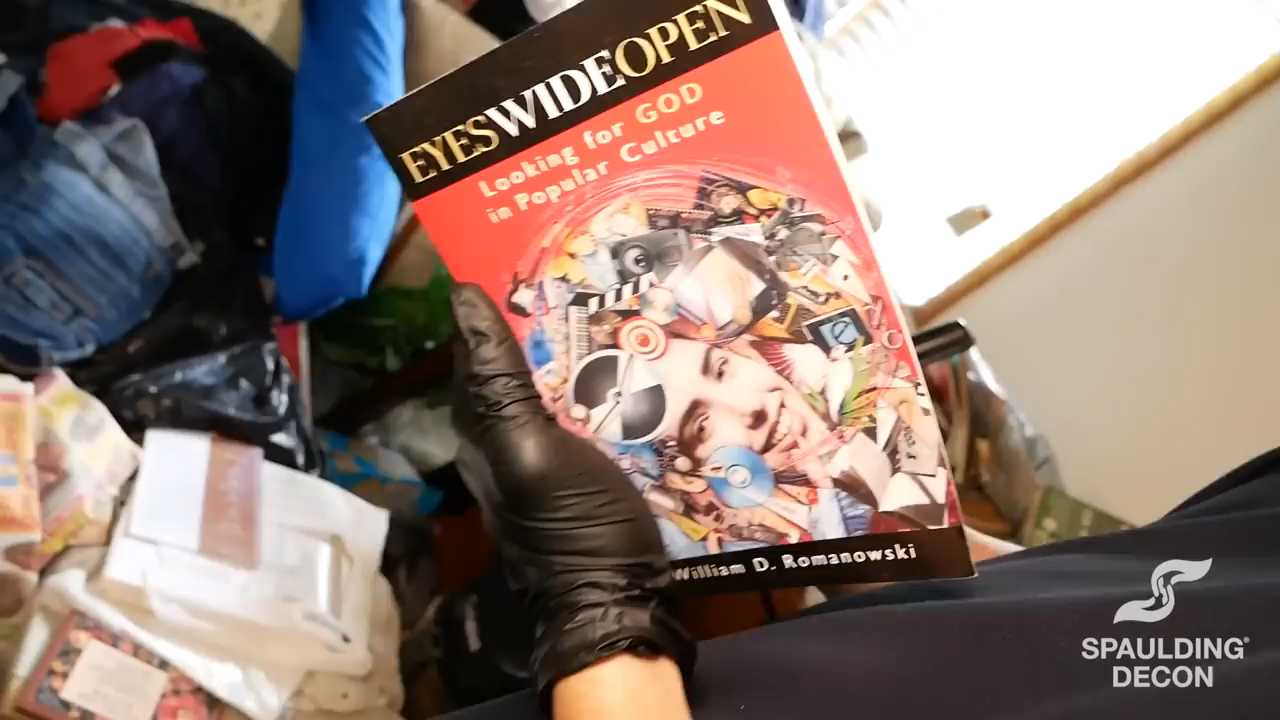 EYESWIDEOPEN
Looking for GOD
in Popular Culture
William D. Romanowski
SPAULDING®
DECON